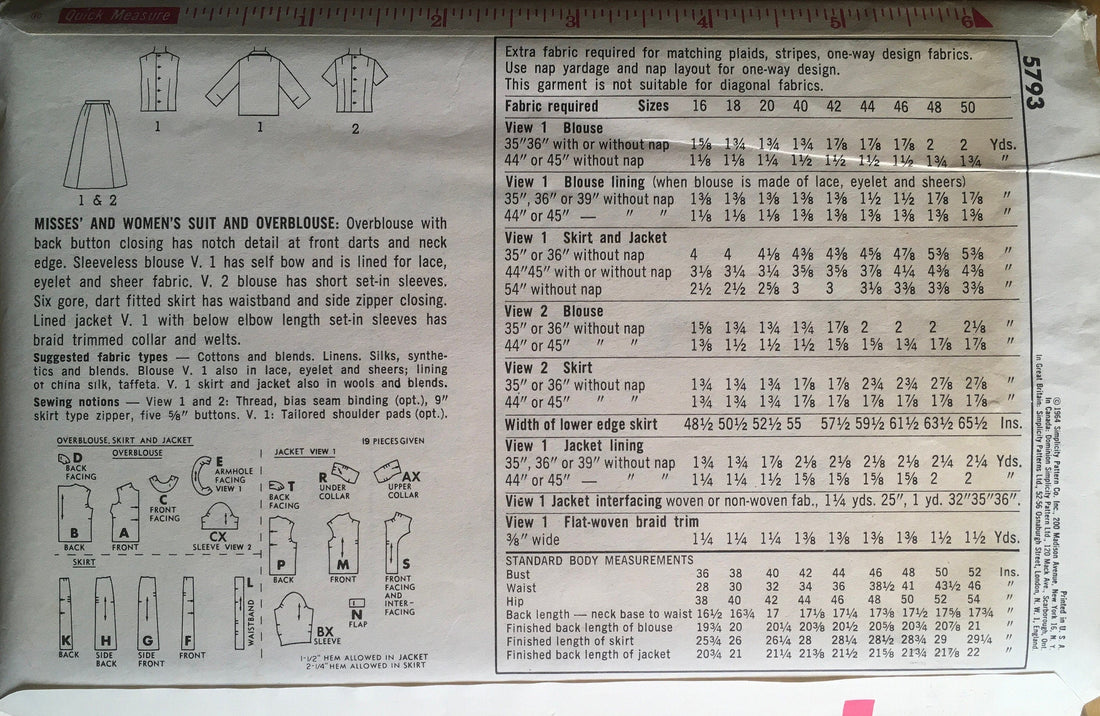 ® Quick Measure 1 2 3 4 5 6
1 1 2
1 & 2
MISSES' AND WOMEN'S SUIT AND OVERBLOUSE: Overblouse with
back button closing has notch detail at front darts and neck
edge. Sleeveless blouse V. 1 has self bow and is lined for lace,
eyelet and sheer fabric. V. 2 blouse has short set-in sleeves.
Six gore, dart fitted skirt has waistband and side zipper closing.
Lined jacket V. 1 with below elbow length set-in sleeves has
braid trimmed collar and welts.
Suggested fabric types — Cottons and blends. Linens. Silks, synthe-
tics and blends. Blouse V. 1 also in lace, eyelet and sheers; lining
of china silk, taffeta. V. 1 skirt and jacket also in wools and blends.
Sewing notions — View 1 and 2: Thread, bias seam binding (opt.), 9"
skirt type zipper, five ⅝" buttons. V. 1: Tailored shoulder pads (opt.).
OVERBLOUSE, SKIRT AND JACKET
OVERBLOUSE
19 PIECES GIVEN
D
BACK
FACING
C
FRONT
FACING
E
ARMHOLE
FACING
VIEW 1
B
BACK
A
FRONT
CX
SLEEVE VIEW 2
SKIRT
K
BACK
H
SIDE
BACK
G
SIDE
FRONT
F
FRONT
L
WAISTBAND
JACKET VIEW 1
T
BACK
FACING
R
UNDER
COLLAR
AX
UPPER
COLLAR
P
BACK
M
FRONT
S
FRONT
FACING
AND
INTER-
FACING
BX
SLEEVE
N
FLAP
1-1/2" HEM ALLOWED IN JACKET
2-1/4" HEM ALLOWED IN SKIRT
Extra fabric required for matching plaids, stripes, one-way design fabrics.
Use nap yardage and nap layout for one-way design.
This garment is not suitable for diagonal fabrics.
Fabric required Sizes 16 18 20 40 42 44 46 48 50
View 1 Blouse
35"36" with or without nap 1⅝ 1¾ 1¾ 1¾ 1⅞ 1⅞ 1⅞ 2 2 Yds.
44" or 45" without nap 1⅛ 1⅛ 1¼ 1½ 1½ 1½ 1½ 1¾ 1¾ "
View 1 Blouse lining (when blouse is made of lace, eyelet and sheers)
35", 36" or 39" without nap 1⅜ 1⅜ 1⅜ 1⅜ 1⅜ 1½ 1½ 1⅞ 1⅞ "
44" or 45" — " " 1⅛ 1⅛ 1⅛ 1⅜ 1⅜ 1⅜ 1⅜ 1⅜ 1⅜ "
View 1 Skirt and Jacket
35" or 36" without nap 4 4 4⅛ 4⅜ 4⅜ 4⅝ 4⅞ 5⅜ 5⅜ "
44"45" with or without nap 3⅛ 3¼ 3¼ 3⅝ 3⅝ 3⅞ 4¼ 4⅜ 4⅜ "
54" without nap 2½ 2½ 2⅝ 3 3 3⅛ 3⅜ 3⅜ 3⅜ "
View 2 Blouse
35" or 36" without nap 1⅝ 1¾ 1¾ 1¾ 1⅞ 2 2 2 2⅛ "
44" or 45" " " 1⅜ 1½ 1½ 1½ 1⅝ 1⅝ 1¾ 1⅞ 1⅞ "
View 2 Skirt
35" or 36" without nap 1¾ 1¾ 1¾ 1⅞ 1⅞ 2¾ 2¾ 2⅞ 2⅞ "
44" or 45" " " 1¾ 1¾ 1¾ 1⅞ 1⅞ 1⅞ 1⅞ 1⅞ 1⅞ "
Width of lower edge skirt 48½ 50½ 52½ 55 57½ 59½ 61½ 63½ 65½ Ins.
View 1 Jacket lining
35", 36" or 39" without nap 1¾ 1¾ 1⅞ 2⅛ 2⅛ 2⅛ 2⅛ 2¼ 2¼ Yds.
44" or 45" — " " 1¼ 1¼ 1½ 1⅝ 1⅝ 1⅝ 1⅝ 2 2 "
View 1 Jacket interfacing woven or non-woven fab., 1¼ yds. 25", 1 yd. 32"35"36".
View 1 Flat-woven braid trim
⅜" wide 1¼ 1¼ 1¼ 1⅜ 1⅜ 1⅜ 1⅜ 1½ 1½ Yds.
STANDARD BODY MEASUREMENTS
Bust 36 38 40 42 44 46 48 50 52 Ins.
Waist 28 30 32 34 36 38½ 41 43½ 46 "
Hip 38 40 42 44 46 48 50 52 54 "
Back length — neck base to waist 16½ 16¾ 17 17⅛ 17¼ 17⅜ 17½ 17⅝ 17¾ "
Finished back length of blouse 19¾ 20 20¼ 20⅜ 20½ 20⅝ 20¾ 20⅞ 21 "
Finished length of skirt 25¾ 26 26¼ 28 28¼ 28½ 28¾ 29 29¼ "
Finished back length of jacket 20¾ 21 21¼ 21⅜ 21½ 21⅝ 21¾ 21⅞ 22 "
5793
Printed in U. S. A.
© 1964 Simplicity Pattern Co. Inc., 200 Madison Avenue, New York 16, N. Y.
In Canada: Dominion Simplicity Pattern Ltd., 120 Mack Ave., Scarborough, Ont.
In Great Britain: Simplicity Patterns Ltd., 52-56 Osnaburgh Street, London, N. W. 1, England